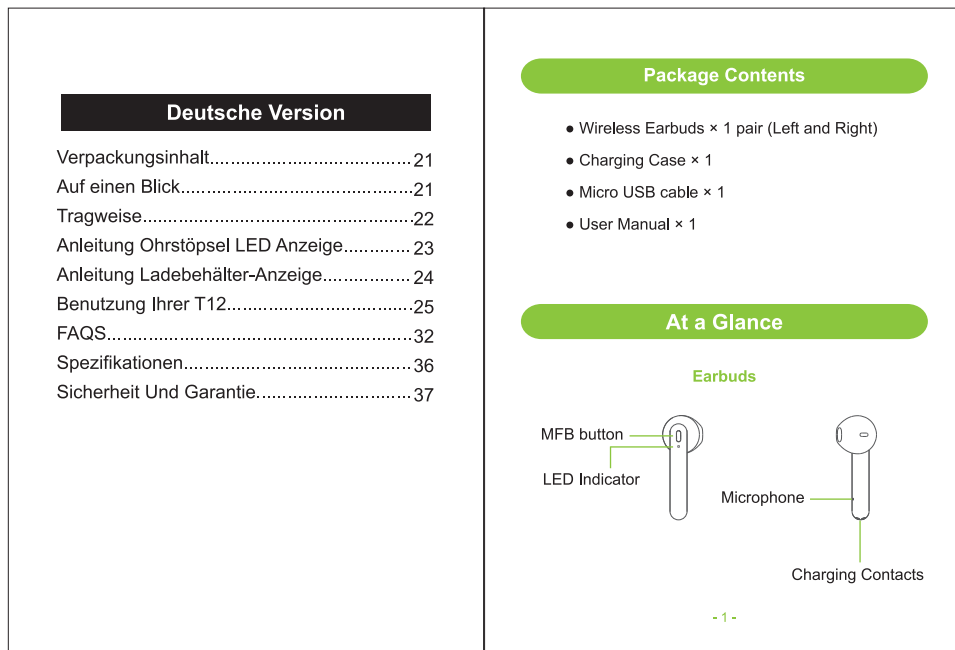 Deutsche Version
Verpackungsinhalt....................................21
Auf einen Blick.........................................21
Tragweise................................................22
Anleitung Ohrstöpsel LED Anzeige............23
Anleitung Ladebehälter-Anzeige................24
Benutzung Ihrer T12.................................25
FAQS......................................................32
Spezifikationen.........................................36
Sicherheit Und Garantie............................37
Package Contents
● Wireless Earbuds × 1 pair (Left and Right)
● Charging Case × 1
● Micro USB cable × 1
● User Manual × 1
At a Glance
Earbuds
MFB button
LED Indicator
Microphone
Charging Contacts
- 1 -